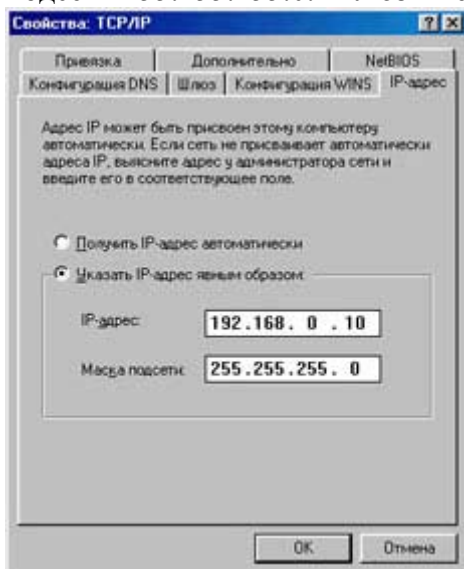 Свойства: TCP/IP
Привязка Дополнительно NetBIOS
Конфигурация DNS Шлюз Конфигурация WINS IP-адрес
Адрес IP может быть присвоен этому компьютеру
автоматически. Если сеть не присваивает автоматически
адреса IP, выясните адрес у администратора сети и
введите его в соответствующее поле.
Получить IP-адрес автоматически
Указать IP-адрес явным образом:
IP-адрес: 192.168. 0 .10
Маска подсети: 255.255.255. 0
OK Отмена